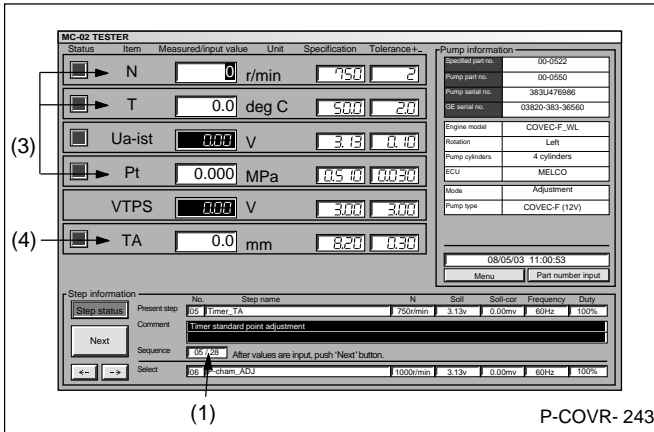 MC-02 TESTER
Status Item Measured/input value Unit Specification Tolerance+-
N 0 r/min 750 2
T 0.0 deg C 50.0 2.0
(3)
Ua-ist 0.00 V 3.13 0.10
Pt 0.000 MPa 0.510 0.030
VTPS 0.00 V 3.00 3.00
(4)
TA 0.0 mm 8.20 0.30
Pump information
Specified part no. 00-0522
Pump part no. 00-0550
Pump serial no. 383U476986
GE serial no. 03820-383-36560
Engine model COVEC-F_WL
Rotation Left
Pump cylinders 4 cylinders
ECU MELCO
Mode Adjustment
Pump type COVEC-F (12V)
08/05/03 11:00:53
Menu Part number input
Step information
No. Step name N Soll Soll-cor Frequency Duty
Step status Present step 05 Timer_TA 750r/min 3.13v 0.00mv 60Hz 100%
Comment Timer standard point adjustment
Next
Sequence 05 / 28 After values are input, push 'Next' button.
<- -> Select 06 P-cham_ADJ 1000r/min 3.13v 0.00mv 60Hz 100%
(1)
P-COVR- 243